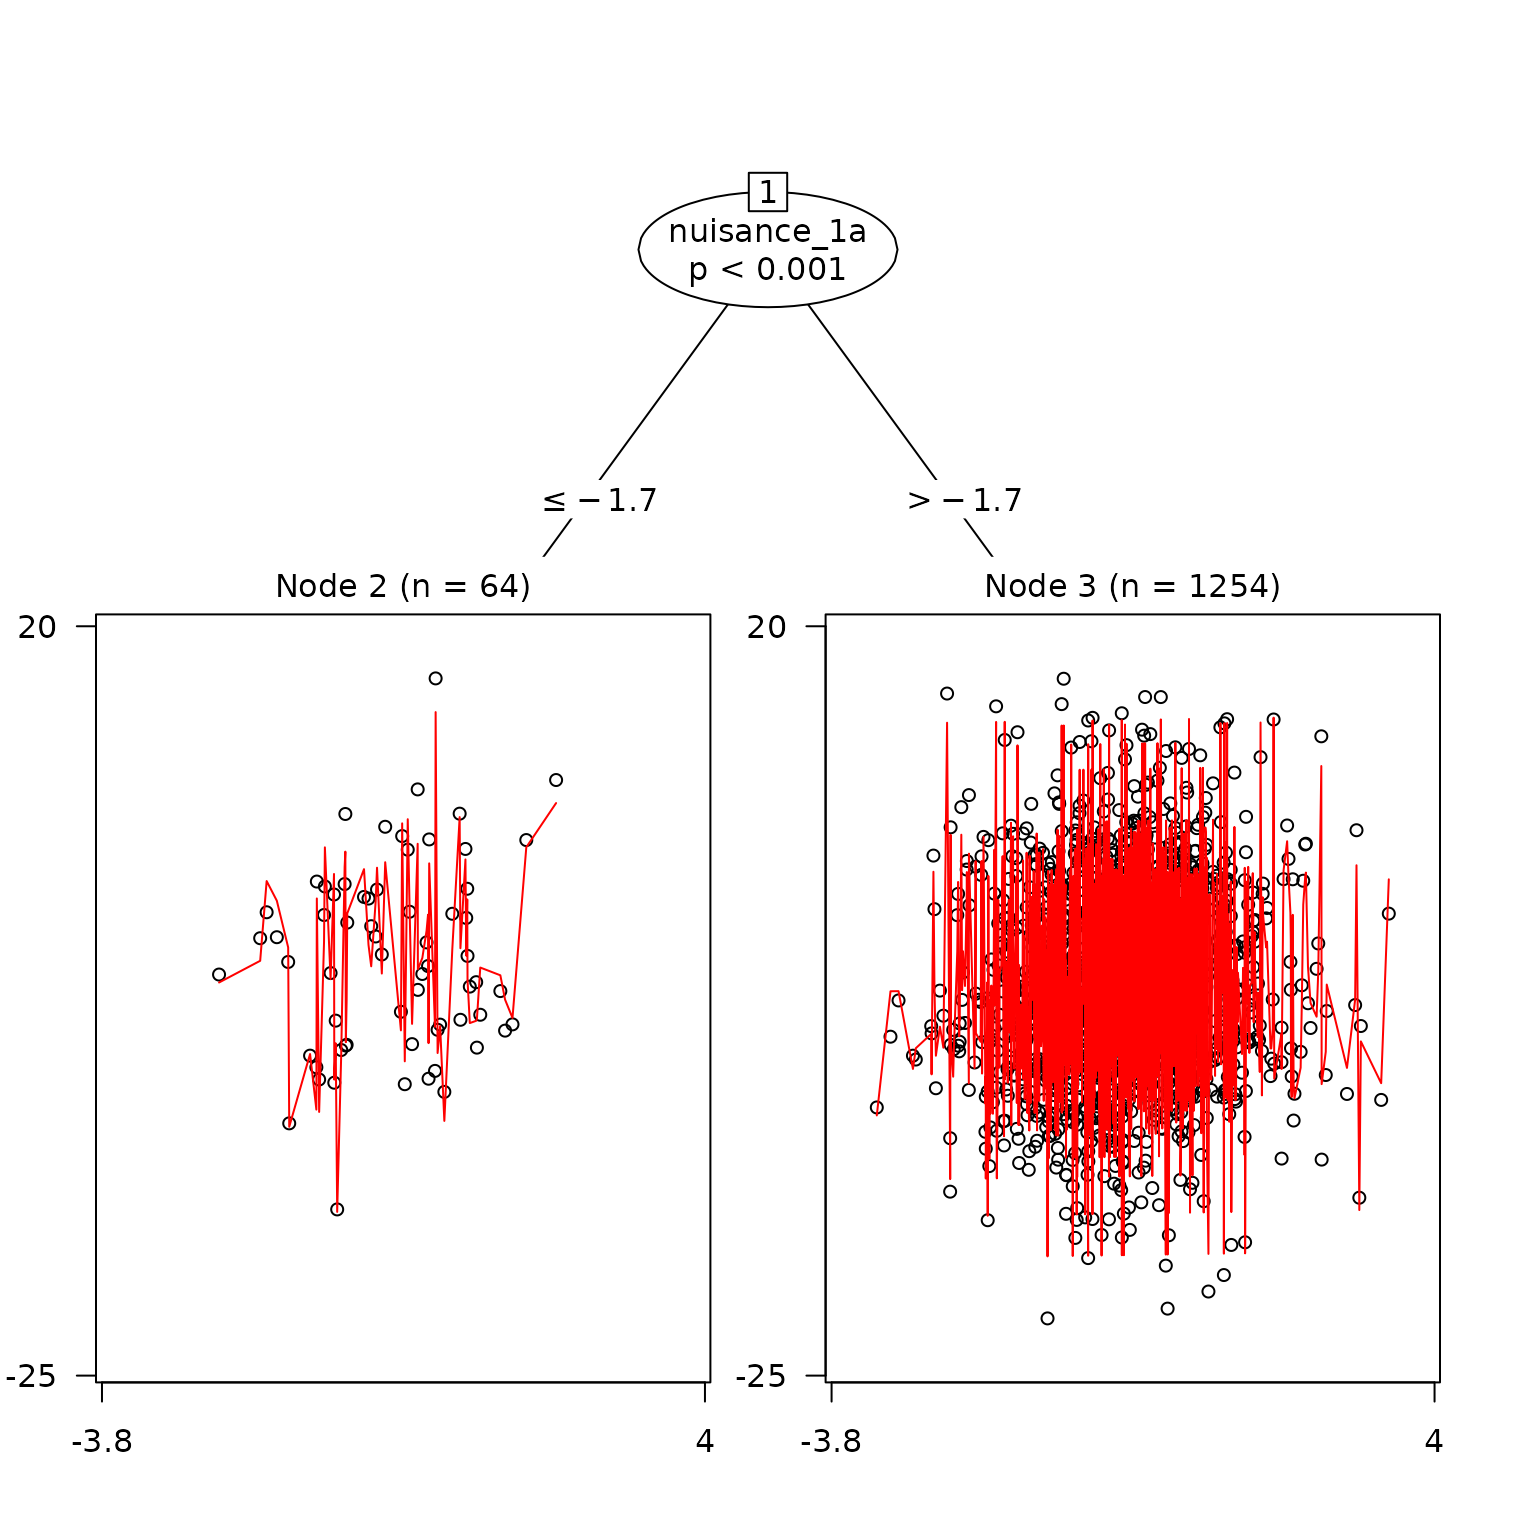 1
nuisance_1a
p < 0.001
≤ −1.7
> −1.7
Node 2 (n = 64)
Node 3 (n = 1254)
20
20
-25
-25
-3.8
4
-3.8
4